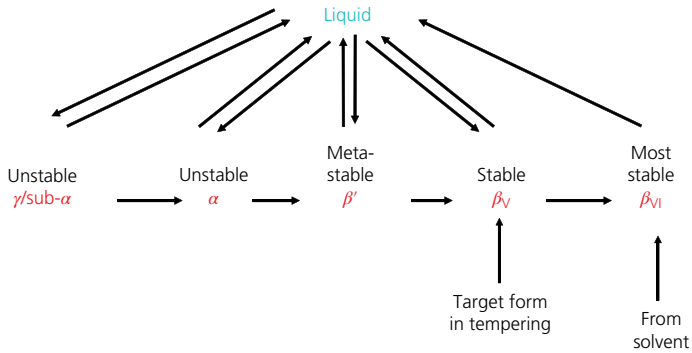 Liquid
Unstable
γ/sub-α
Unstable
α
Meta-
stable
β′
Stable
βV
Most
stable
βVI
Target form
in tempering
From
solvent